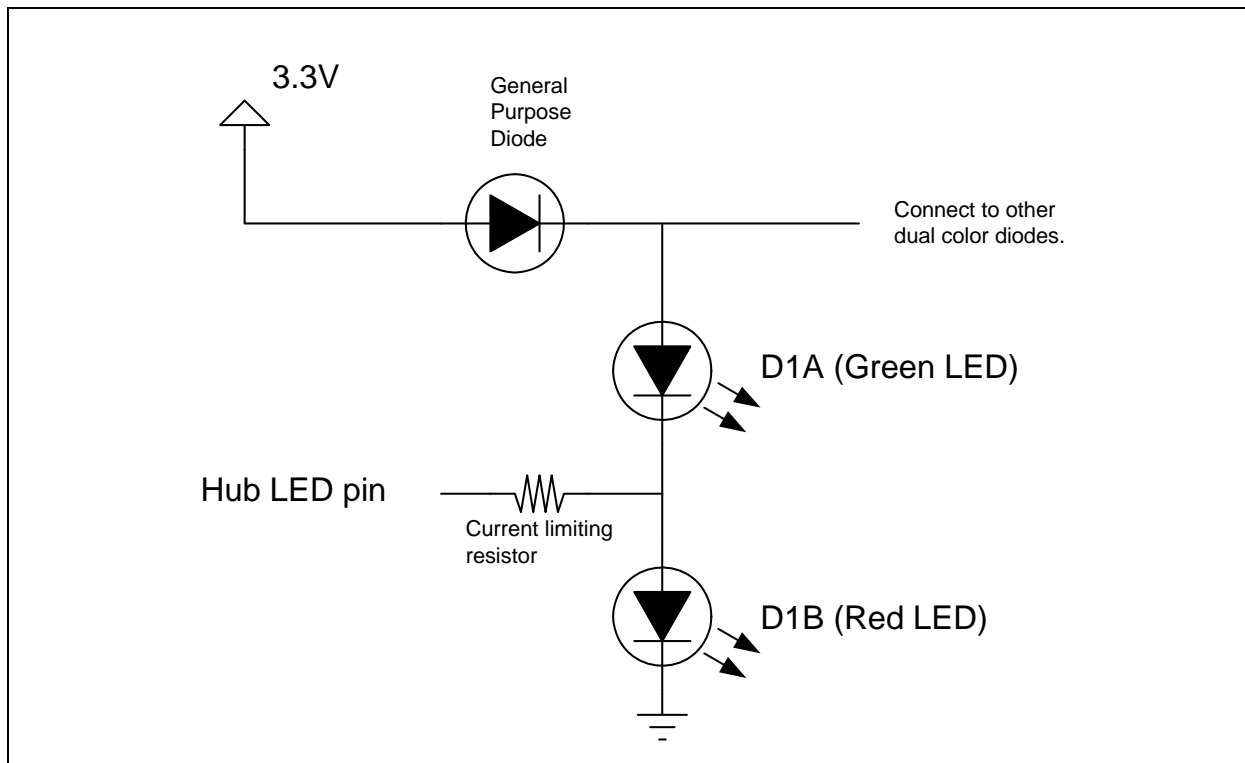 3.3V
General
Purpose
Diode
Connect to other
dual color diodes.
D1A (Green LED)
Hub LED pin
Current limiting
resistor
D1B (Red LED)